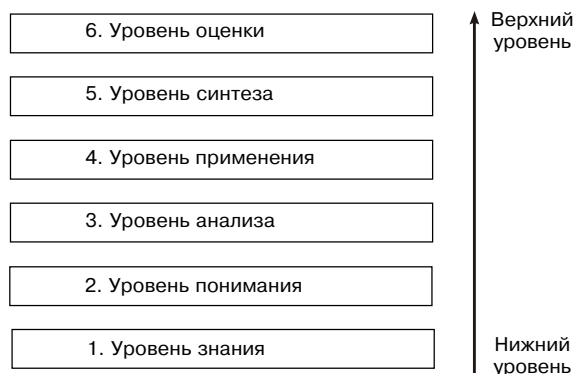 6. Уровень оценки
Верхний
уровень
5. Уровень синтеза
4. Уровень применения
3. Уровень анализа
2. Уровень понимания
1. Уровень знания
Нижний
уровень